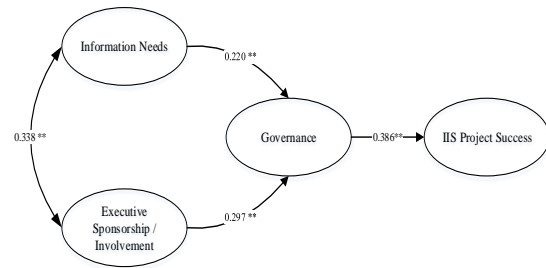 Information Needs
0.220 **
0.338 **
Governance
0.386**
IIS Project Success
0.297 **
Executive
Sponsorship /
Involvement